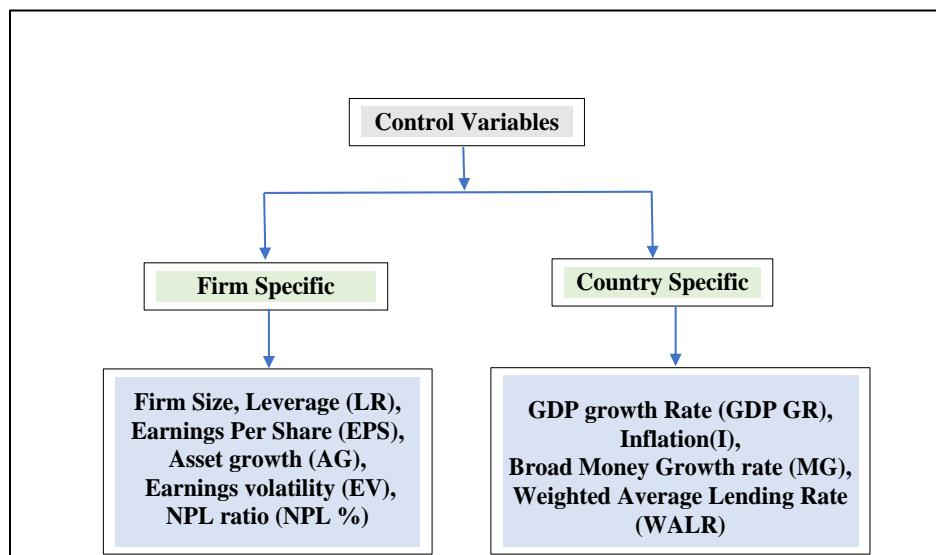 Control Variables
Firm Specific
Country Specific
Firm Size, Leverage (LR),
Earnings Per Share (EPS),
Asset growth (AG),
Earnings volatility (EV),
NPL ratio (NPL %)
GDP growth Rate (GDP GR),
Inflation(I),
Broad Money Growth rate (MG),
Weighted Average Lending Rate
(WALR)